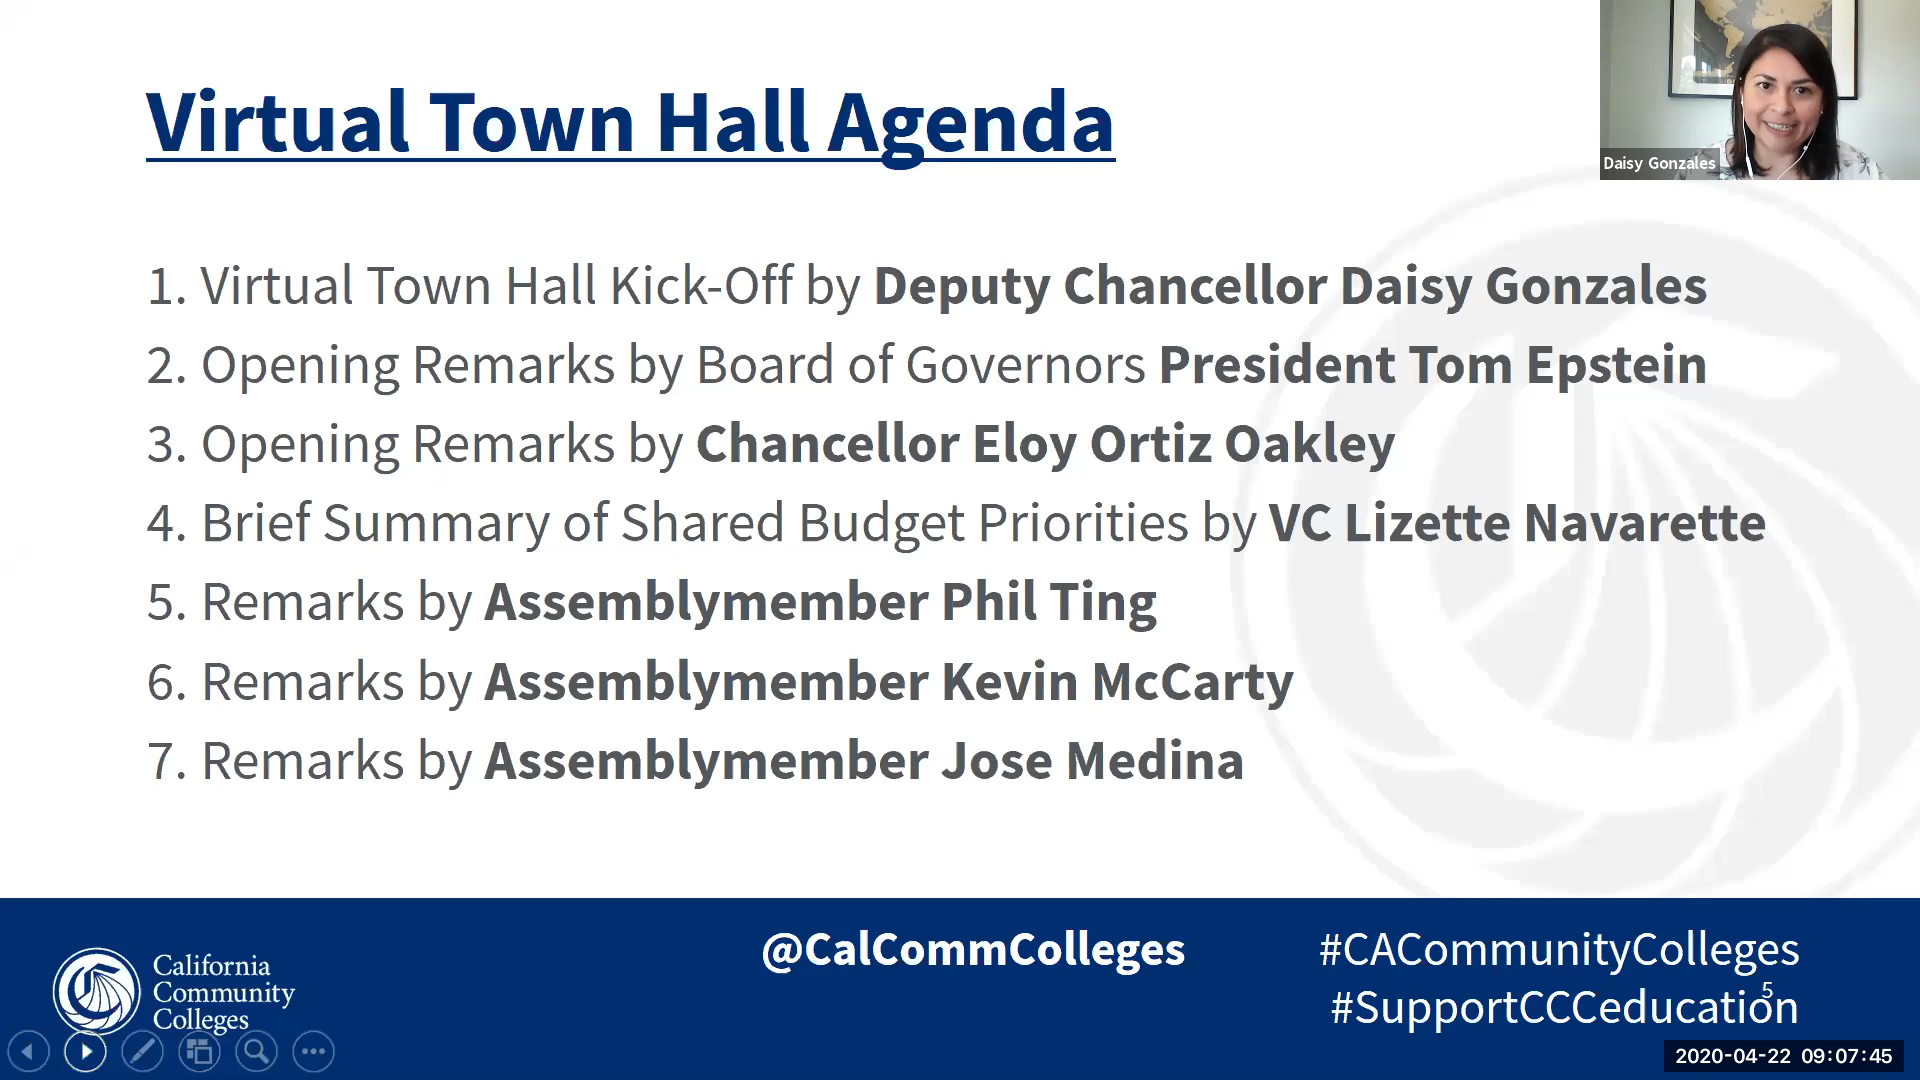 Virtual Town Hall Agenda
Daisy Gonzales
1. Virtual Town Hall Kick-Off by Deputy Chancellor Daisy Gonzales
2. Opening Remarks by Board of Governors President Tom Epstein
3. Opening Remarks by Chancellor Eloy Ortiz Oakley
4. Brief Summary of Shared Budget Priorities by VC Lizette Navarette
5. Remarks by Assemblymember Phil Ting
6. Remarks by Assemblymember Kevin McCarty
7. Remarks by Assemblymember Jose Medina
California
Community
Colleges
@CalCommColleges
#CACommunityColleges
5
#SupportCCCeducation
2020-04-22 09:07:45